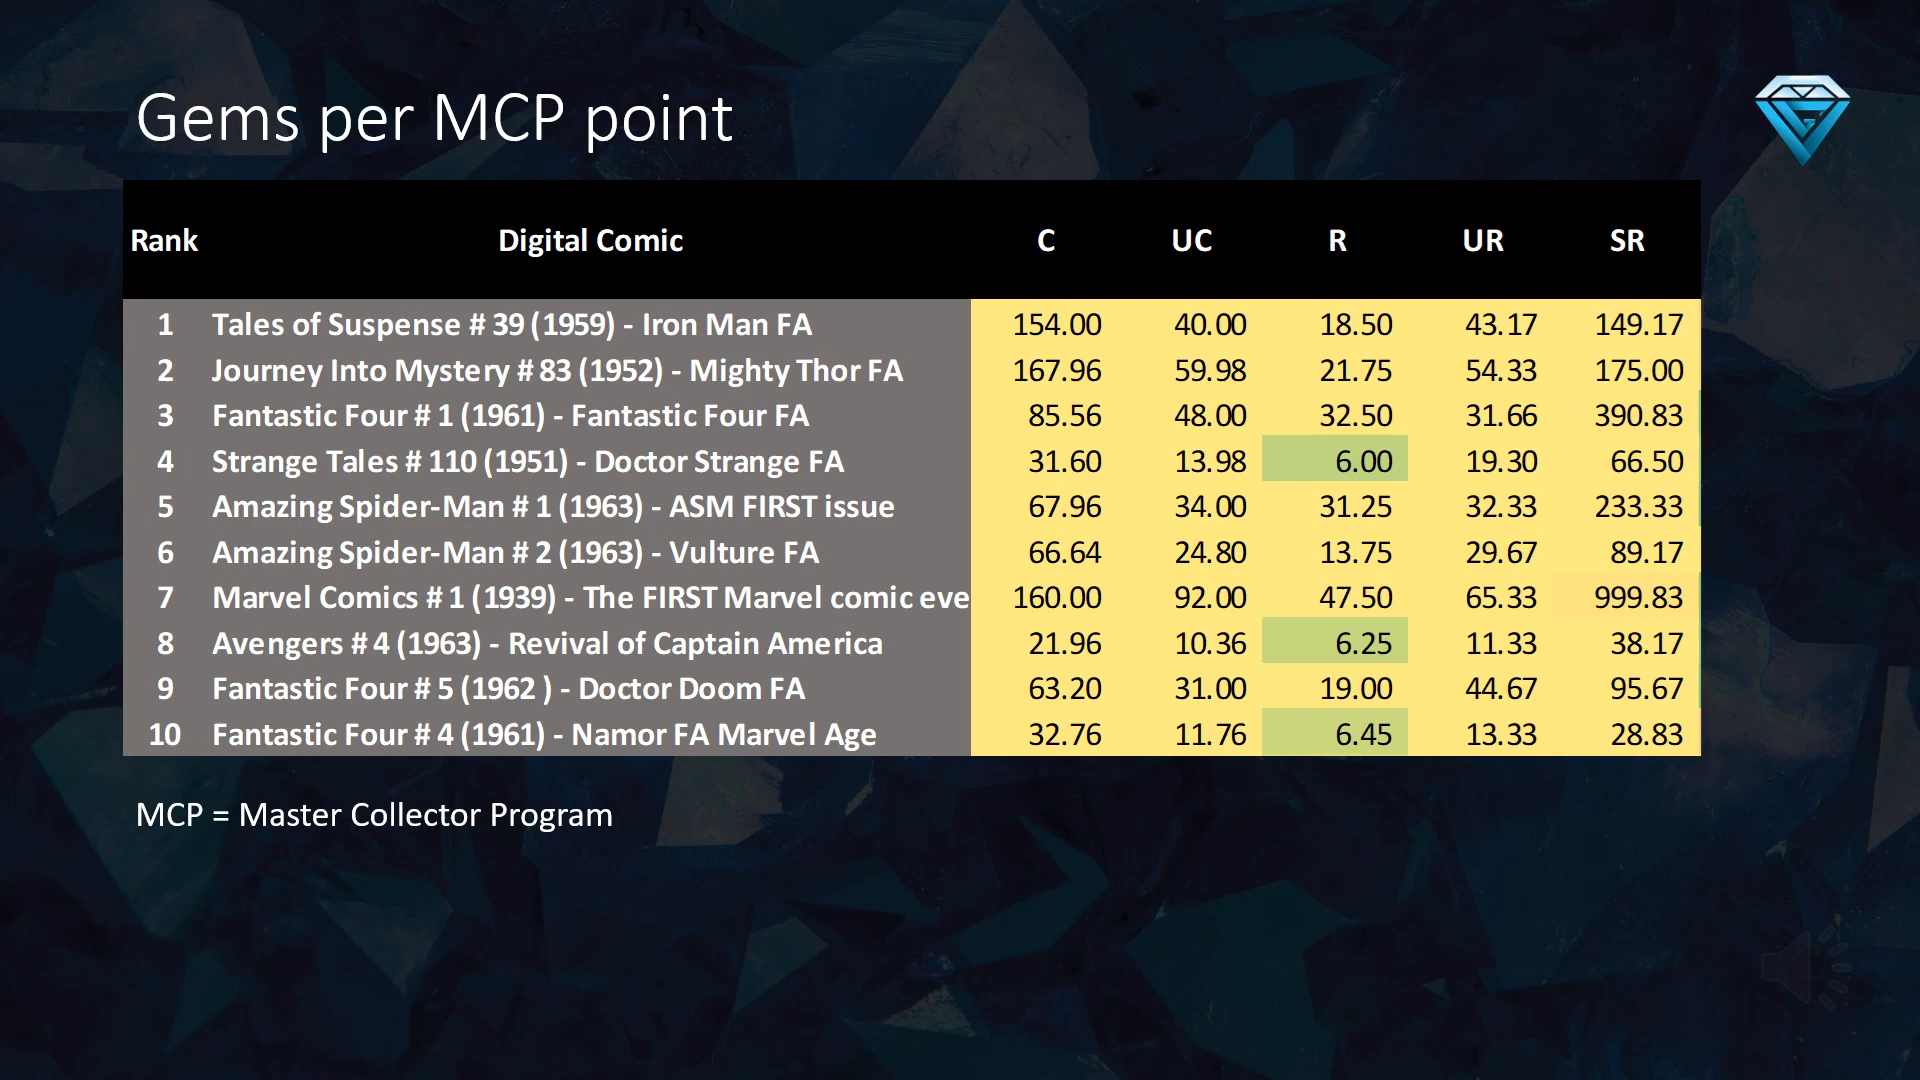 Gems per MCP point
Rank Digital Comic C UC R UR SR
1 Tales of Suspense # 39 (1959) - Iron Man FA 154.00 40.00 18.50 43.17 149.17
2 Journey Into Mystery # 83 (1952) - Mighty Thor FA 167.96 59.98 21.75 54.33 175.00
3 Fantastic Four # 1 (1961) - Fantastic Four FA 85.56 48.00 32.50 31.66 390.83
4 Strange Tales # 110 (1951) - Doctor Strange FA 31.60 13.98 6.00 19.30 66.50
5 Amazing Spider-Man # 1 (1963) - ASM FIRST issue 67.96 34.00 31.25 32.33 233.33
6 Amazing Spider-Man # 2 (1963) - Vulture FA 66.64 24.80 13.75 29.67 89.17
7 Marvel Comics # 1 (1939) - The FIRST Marvel comic eve 160.00 92.00 47.50 65.33 999.83
8 Avengers # 4 (1963) - Revival of Captain America 21.96 10.36 6.25 11.33 38.17
9 Fantastic Four # 5 (1962 ) - Doctor Doom FA 63.20 31.00 19.00 44.67 95.67
10 Fantastic Four # 4 (1961) - Namor FA Marvel Age 32.76 11.76 6.45 13.33 28.83
MCP = Master Collector Program